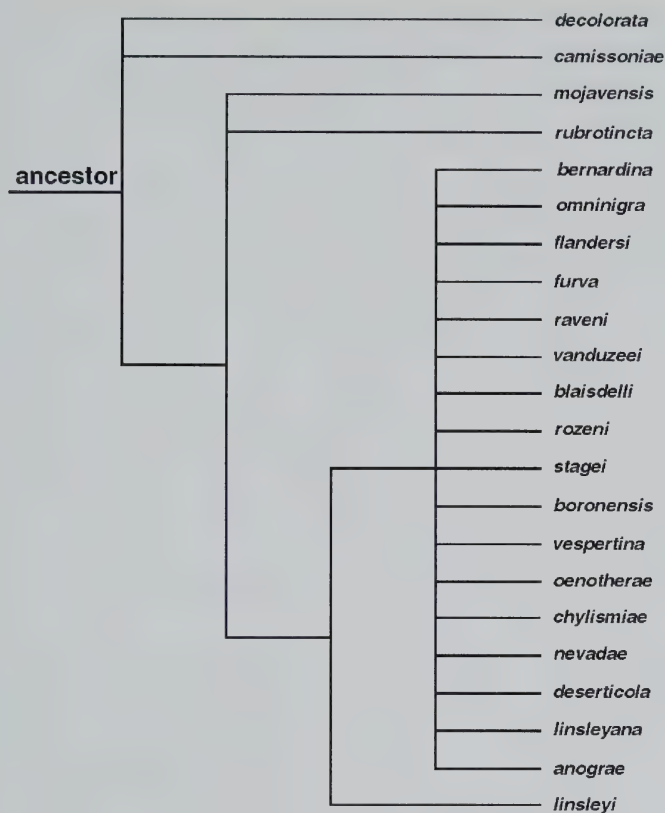 decolorata
camissoniae
mojavensis
rubrotincta
ancestor
bernardina
omninigra
flandersi
furva
raveni
vanduzeei
blaisdelli
rozeni
stagei
boronensis
vespertina
oenotherae
chylismiae
nevadae
deserticola
linsleyana
anograe
linsleyi